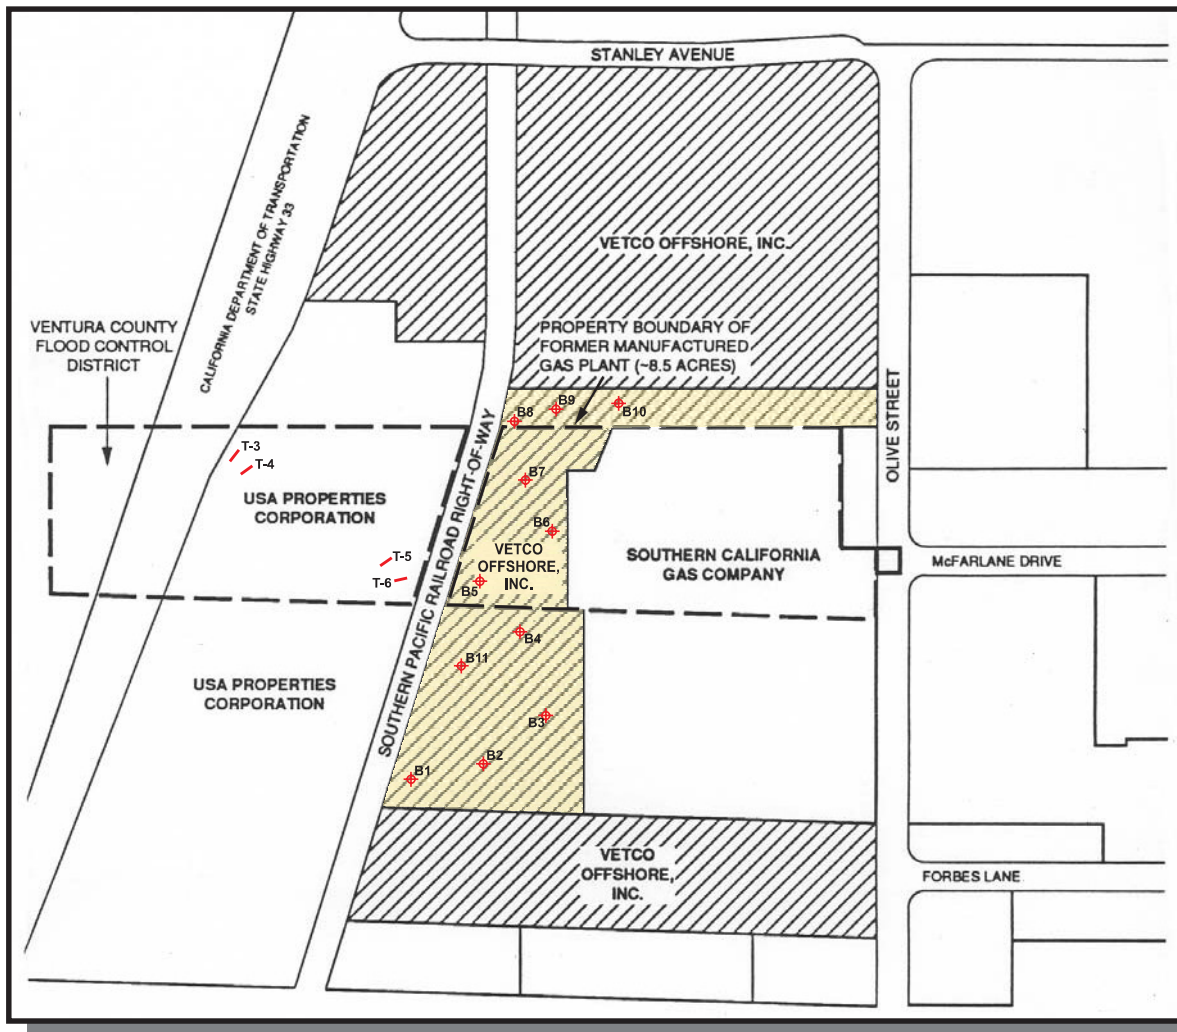 STANLEY AVENUE
CALIFORNIA DEPARTMENT OF TRANSPORTATION
STATE HIGHWAY 33
VETCO OFFSHORE, INC.
VENTURA COUNTY
FLOOD CONTROL
DISTRICT
PROPERTY BOUNDARY OF
FORMER MANUFACTURED
GAS PLANT (~8.5 ACRES)
OLIVE STREET
B8
B9
B10
T-3
T-4
USA PROPERTIES
CORPORATION
SOUTHERN PACIFIC RAILROAD RIGHT-OF-WAY
B7
B6
VETCO
OFFSHORE,
INC.
B5
SOUTHERN CALIFORNIA
GAS COMPANY
McFARLANE DRIVE
T-5
T-6
B4
B11
USA PROPERTIES
CORPORATION
B3
B2
B1
VETCO
OFFSHORE,
INC.
FORBES LANE